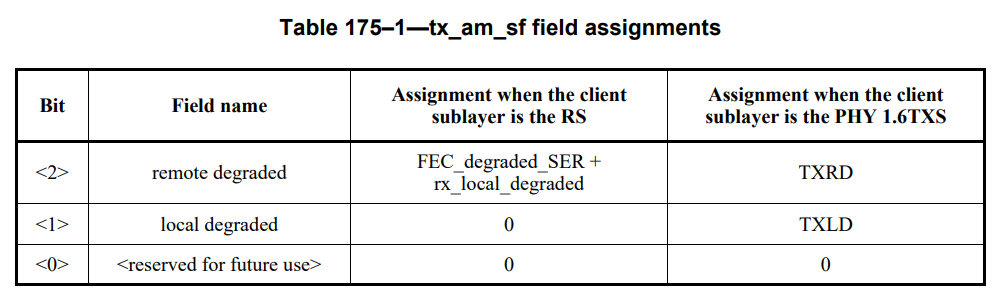 Table 175–1—tx_am_sf field assignments
Bit
Field name
Assignment when the client
sublayer is the RS
Assignment when the client
sublayer is the PHY 1.6TXS
<2>
remote degraded
FEC_degraded_SER +
rx_local_degraded
TXRD
<1>
local degraded
0
TXLD
<0>
<reserved for future use>
0
0